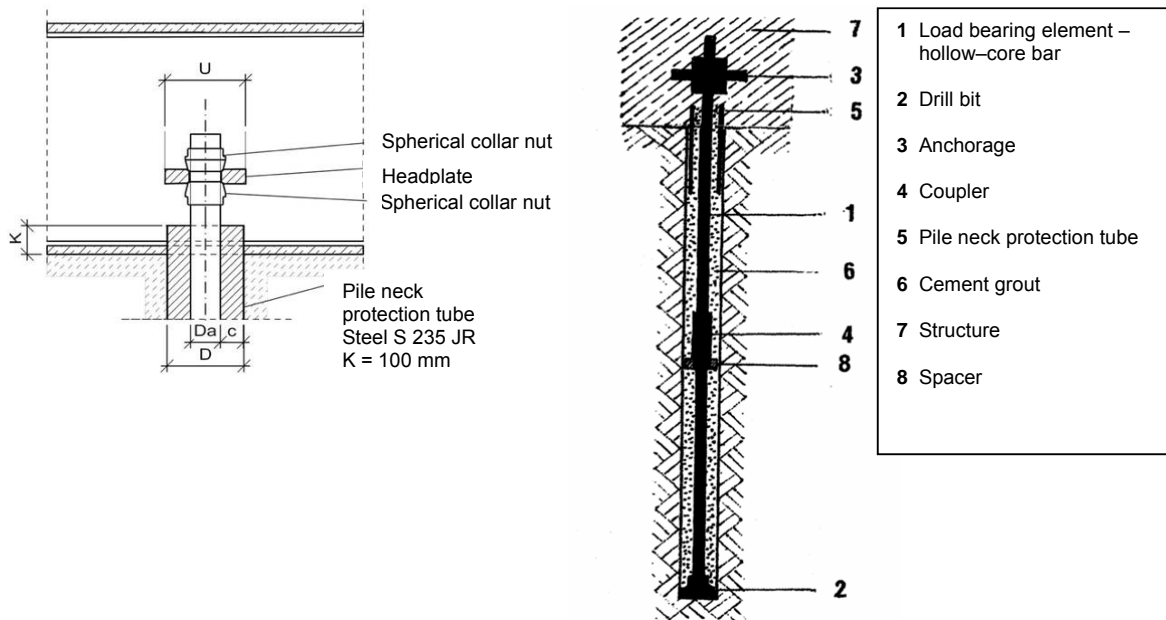 U
Spherical collar nut
Headplate
Spherical collar nut
K
Pile neck
protection tube
Steel S 235 JR
K = 100 mm
Da
c
D
7
3
5
1
6
4
8
2
1 Load bearing element –
hollow–core bar
2 Drill bit
3 Anchorage
4 Coupler
5 Pile neck protection tube
6 Cement grout
7 Structure
8 Spacer